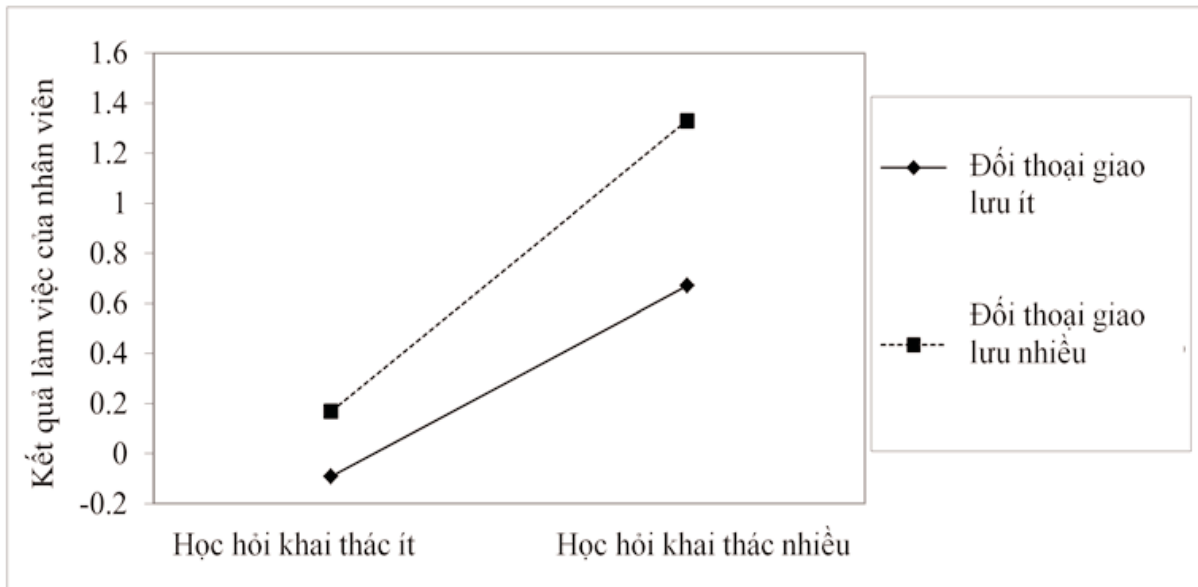 1.6
1.4
1.2
1
0.8
0.6
0.4
0.2
0
-0.2
Kết quả làm việc của nhân viên
Học hỏi khai thác ít
Học hỏi khai thác nhiều
Đối thoại giao
lưu ít
Đối thoại giao
lưu nhiều